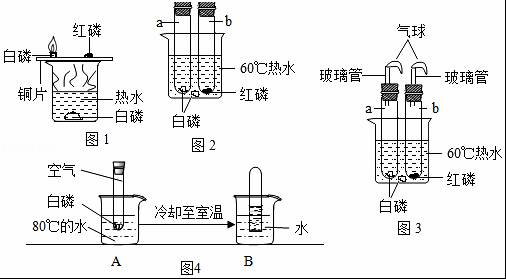 白磷
红磷
铜片
热水
白磷
图1
a
b
60℃热水
红磷
白磷
图2
气球
玻璃管
玻璃管
a
b
60℃热水
红磷
白磷
图3
空气
白磷
80℃的水
冷却至室温
水
A
图4
B